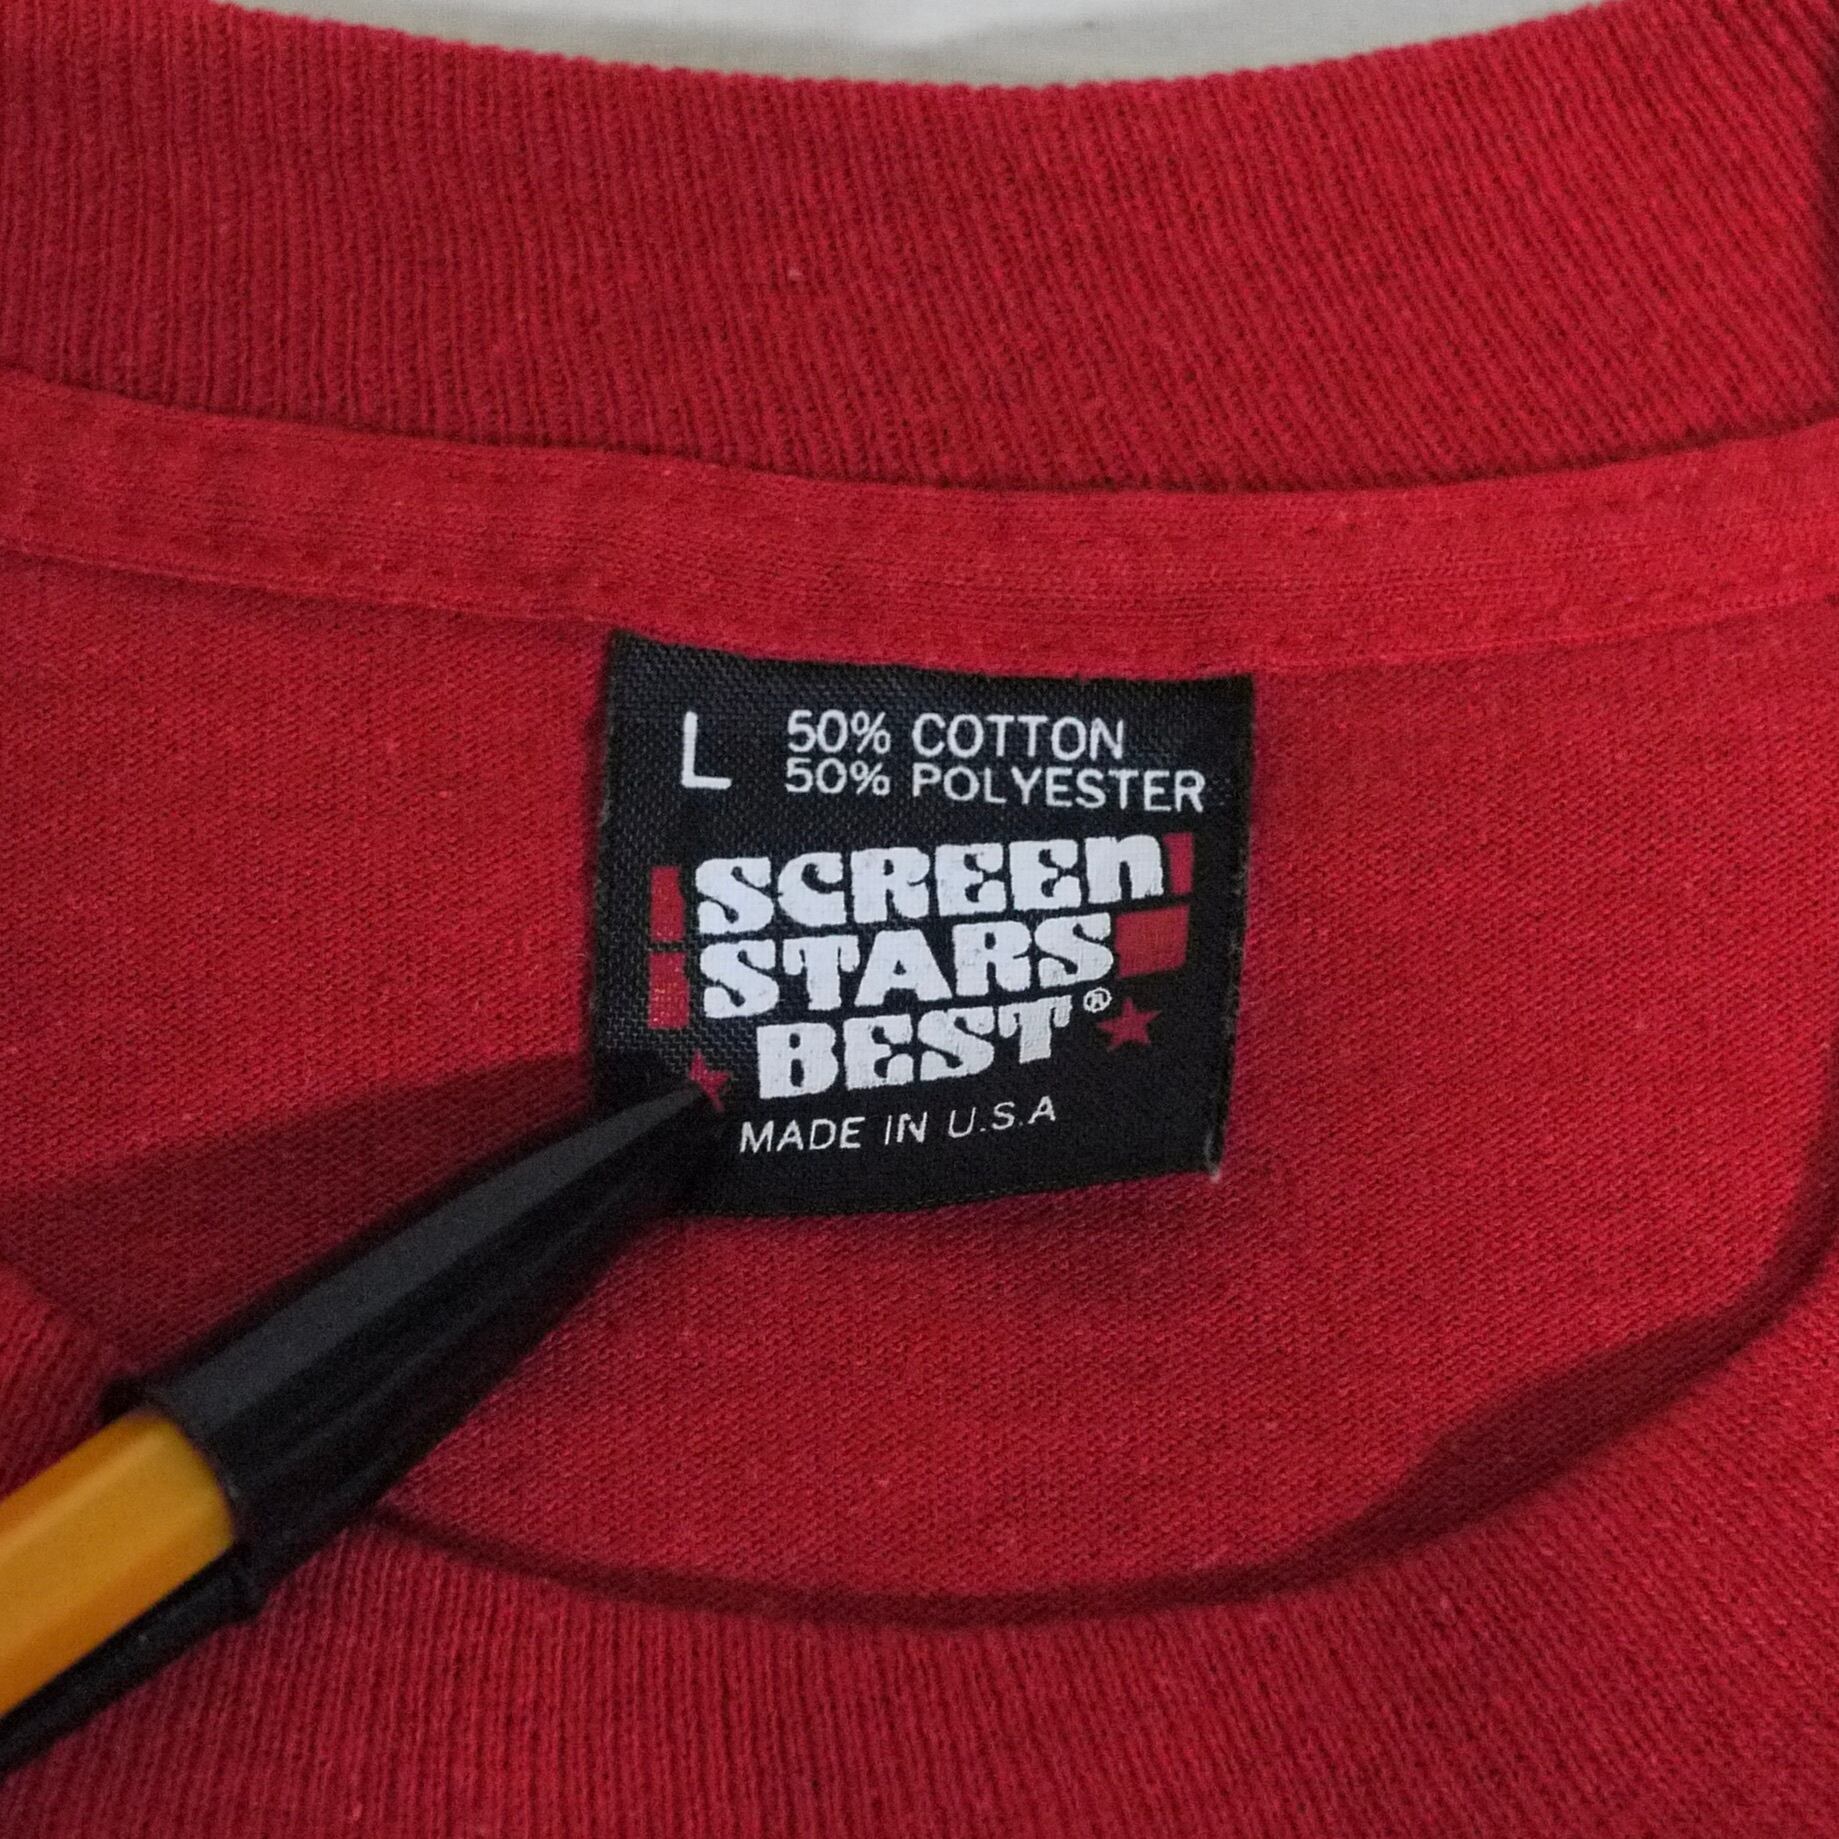 L 50% COTTON
50% POLYESTER
SCREEn
STARS
BEST®
MADE IN U.S.A